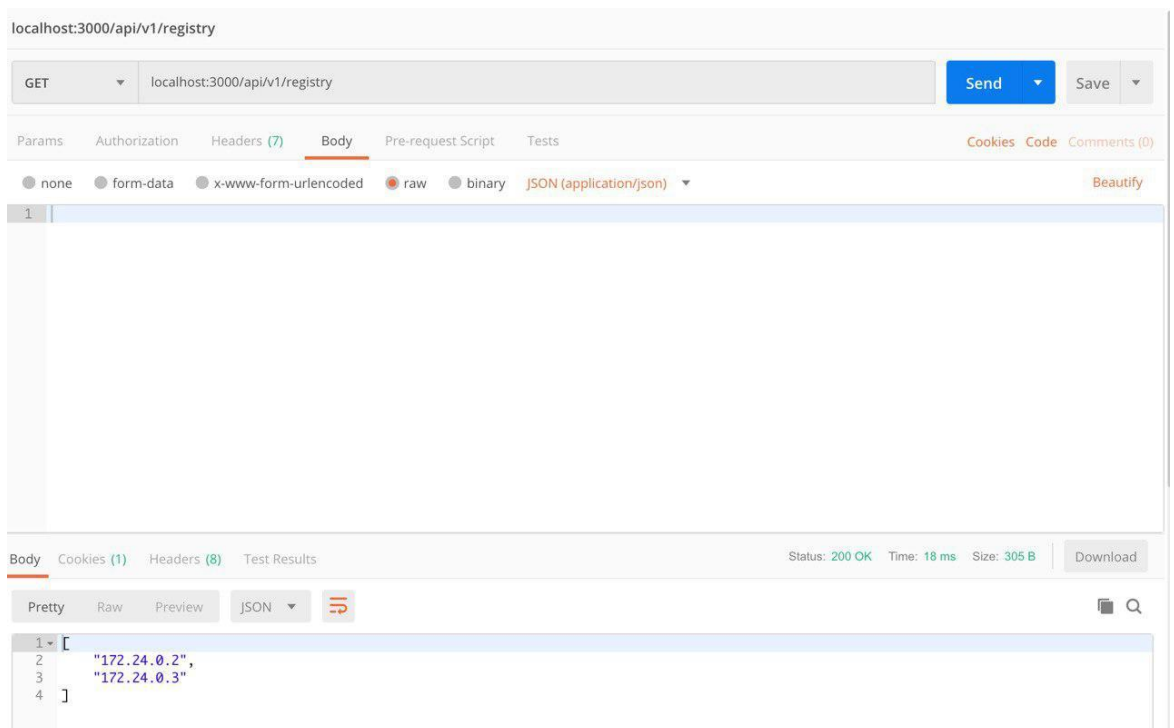 localhost:3000/api/v1/registry
GET localhost:3000/api/v1/registry Send Save
Params Authorization Headers (7) Body Pre-request Script Tests Cookies Code Comments (0)
none form-data x-www-form-urlencoded raw binary JSON (application/json) Beautify
1
Body Cookies (1) Headers (8) Test Results Status: 200 OK Time: 18 ms Size: 305 B Download
Pretty Raw Preview JSON
1 [
2 "172.24.0.2",
3 "172.24.0.3"
4 ]